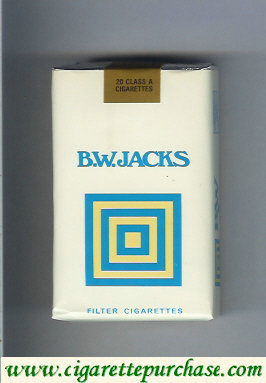 20 CLASS A
CIGARETTES
B.W.JACKS
FILTER CIGARETTES
www.cigarettepurchase.com